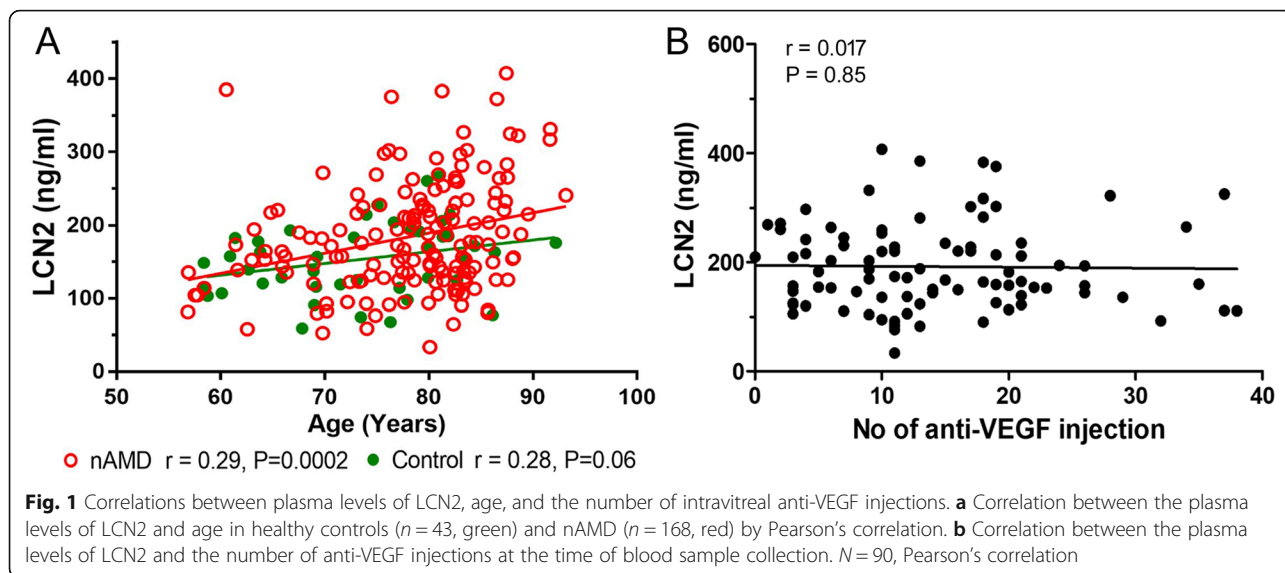 A
LCN2 (ng/ml)
400
300
200
100
0
50 60 70 80 90 100
Age (Years)
nAMD r = 0.29, P=0.0002 Control r = 0.28, P=0.06
B
r = 0.017
P = 0.85
LCN2 (ng/ml)
600
400
200
0
0 10 20 30 40
No of anti-VEGF injection
Fig. 1 Correlations between plasma levels of LCN2, age, and the number of intravitreal anti-VEGF injections. a Correlation between the plasma
levels of LCN2 and age in healthy controls (n = 43, green) and nAMD (n = 168, red) by Pearson's correlation. b Correlation between the plasma
levels of LCN2 and the number of anti-VEGF injections at the time of blood sample collection. N = 90, Pearson's correlation